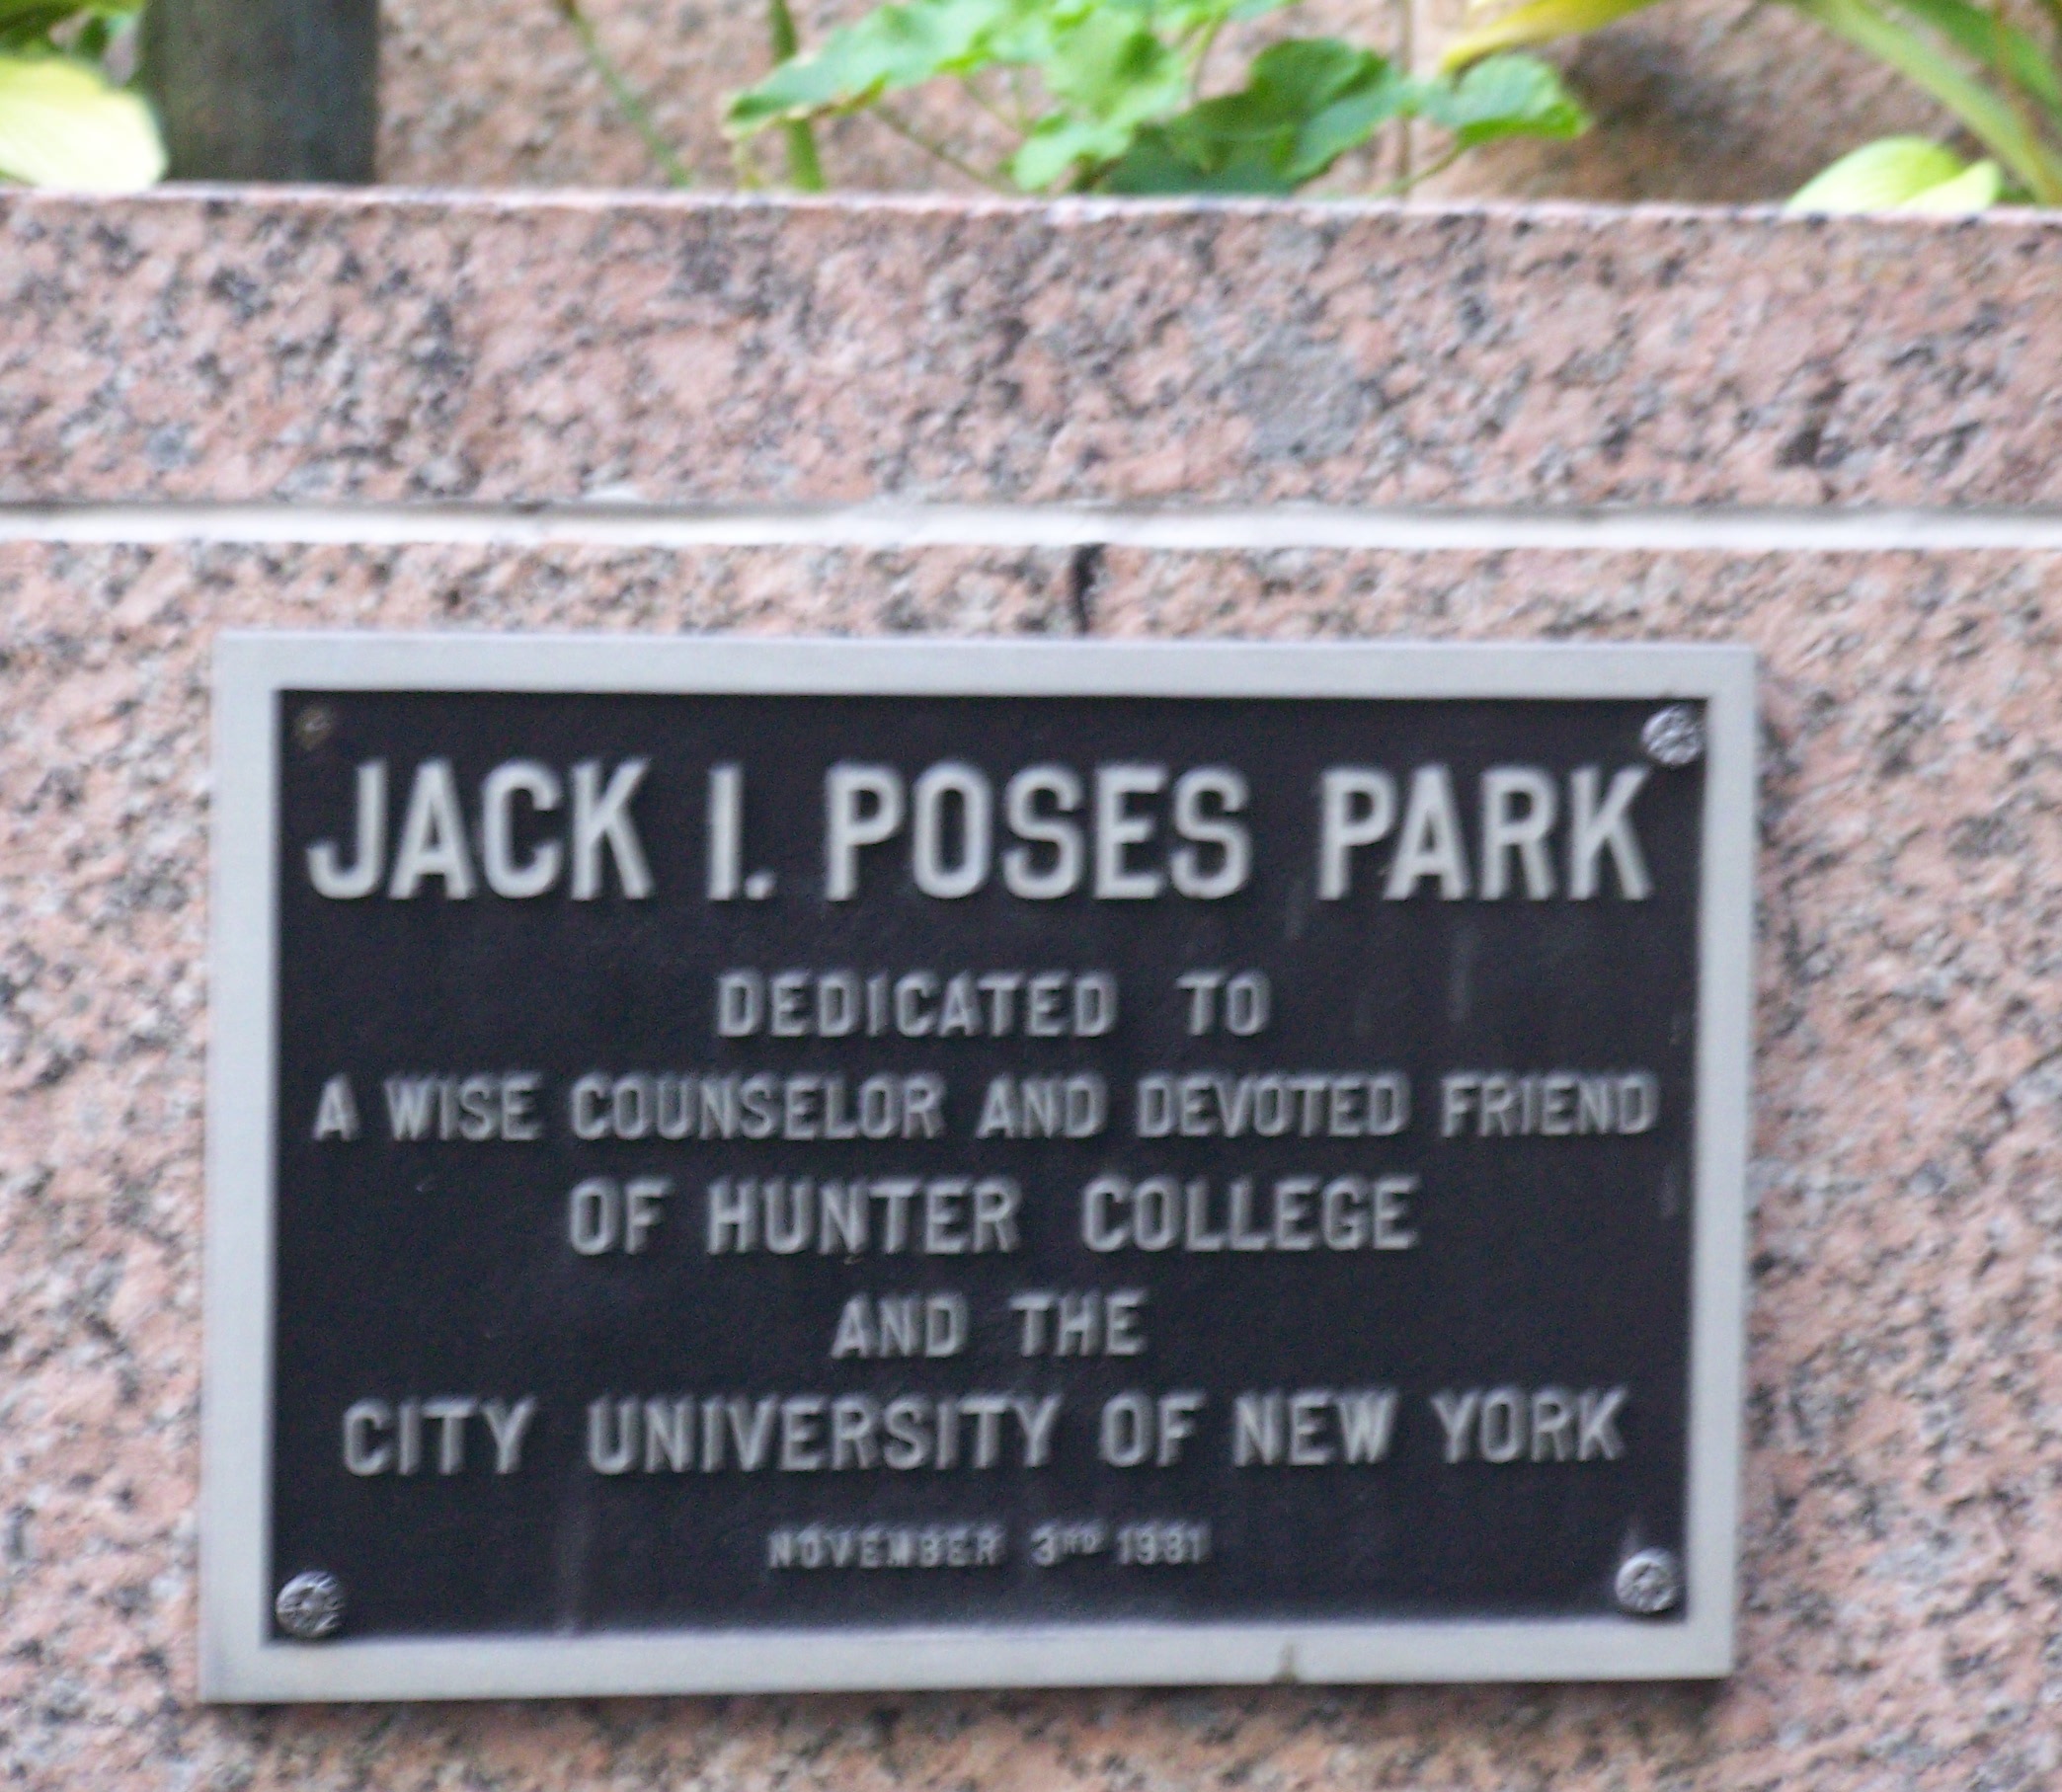 JACK I. POSES PARK
DEDICATED TO
A WISE COUNSELOR AND DEVOTED FRIEND
OF HUNTER COLLEGE
AND THE
CITY UNIVERSITY OF NEW YORK
NOVEMBER 3RD 1981